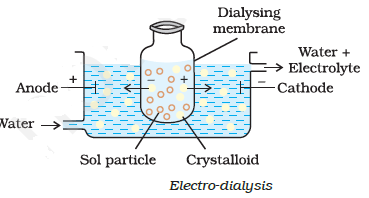 Dialysing
membrane
Water +
Electrolyte
Anode
+
−
+
−
Cathode
Water
Sol particle
Crystalloid
Electro-dialysis